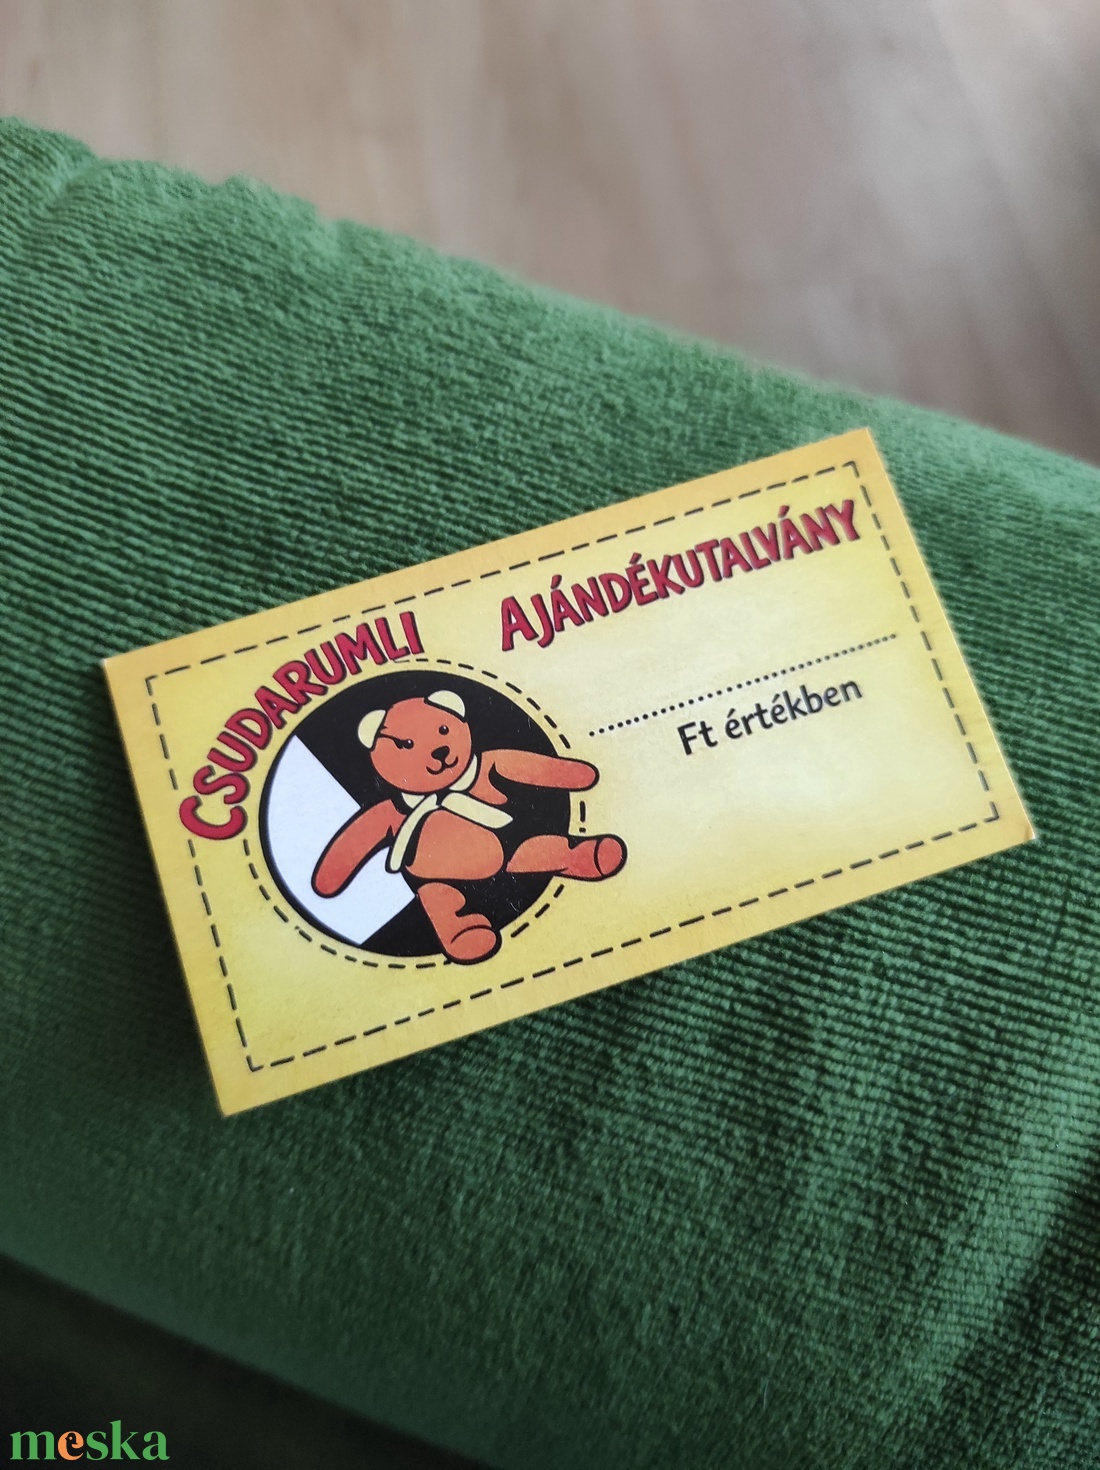 CSUDARUMLI
AJÁNDÉKUTALVÁNY
........................................
Ft értékben
meska